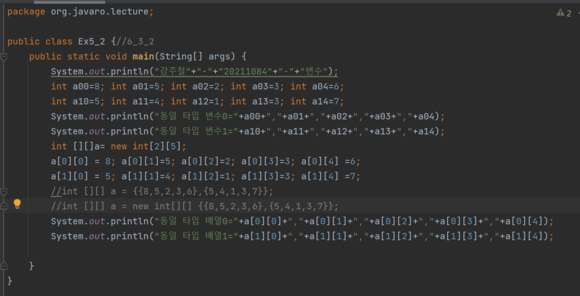 package org.javaro.lecture;
2
public class Ex5_2 {//6_3_2
public static void main(String[] args) {
System.out.println("강주철"+"-"+"20211084"+"-"+"변수");
int a00=8; int a01=5; int a02=2; int a03=3; int a04=6;
int a10=5; int a11=4; int a12=1; int a13=3; int a14=7;
System.out.println("동일 타입 변수0="+a00+","+a01+","+a02+","+a03+","+a04);
System.out.println("동일 타입 변수1="+a10+","+a11+","+a12+","+a13+","+a14);
int [][]a= new int[2][5];
a[0][0] = 8; a[0][1]=5; a[0][2]=2; a[0][3]=3; a[0][4] =6;
a[1][0] = 5; a[1][1]=4; a[1][2]=1; a[1][3]=3; a[1][4] =7;
//int [][] a = {{8,5,2,3,6},{5,4,1,3,7}};
//int [][] a = new int[][] {{8,5,2,3,6},{5,4,1,3,7}};
System.out.println("동일 타입 배열0="+a[0][0]+","+a[0][1]+","+a[0][2]+","+a[0][3]+","+a[0][4]);
System.out.println("동일 타입 배열1="+a[1][0]+","+a[1][1]+","+a[1][2]+","+a[1][3]+","+a[1][4]);
}
}